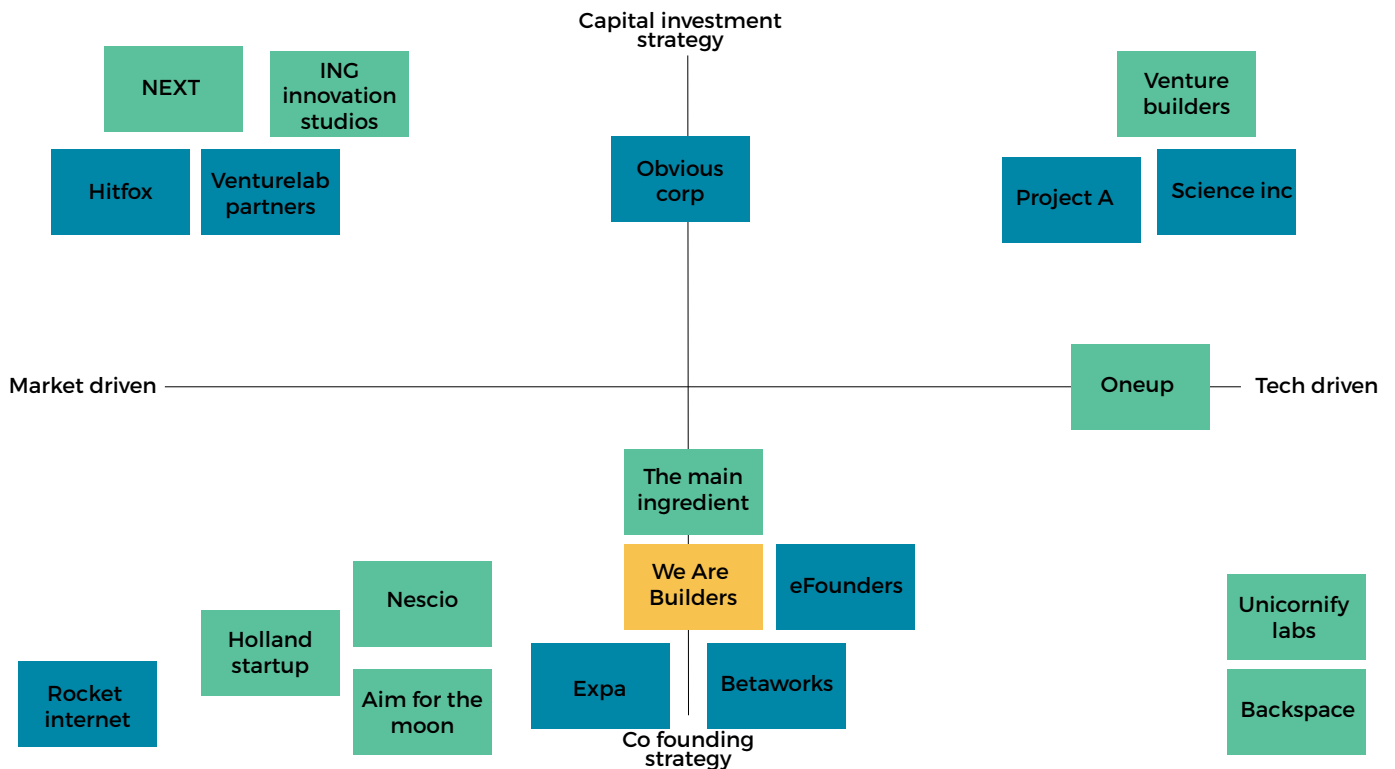 Capital investment
strategy
NEXT
ING
innovation
studios
Venture
builders
Hitfox
Venturelab
partners
Obvious
corp
Project A
Science inc
Market driven
Oneup
Tech driven
The main
ingredient
We Are
Builders
eFounders
Nescio
Unicornify
labs
Holland
startup
Rocket
internet
Aim for the
moon
Expa
Betaworks
Backspace
Co founding
strategy